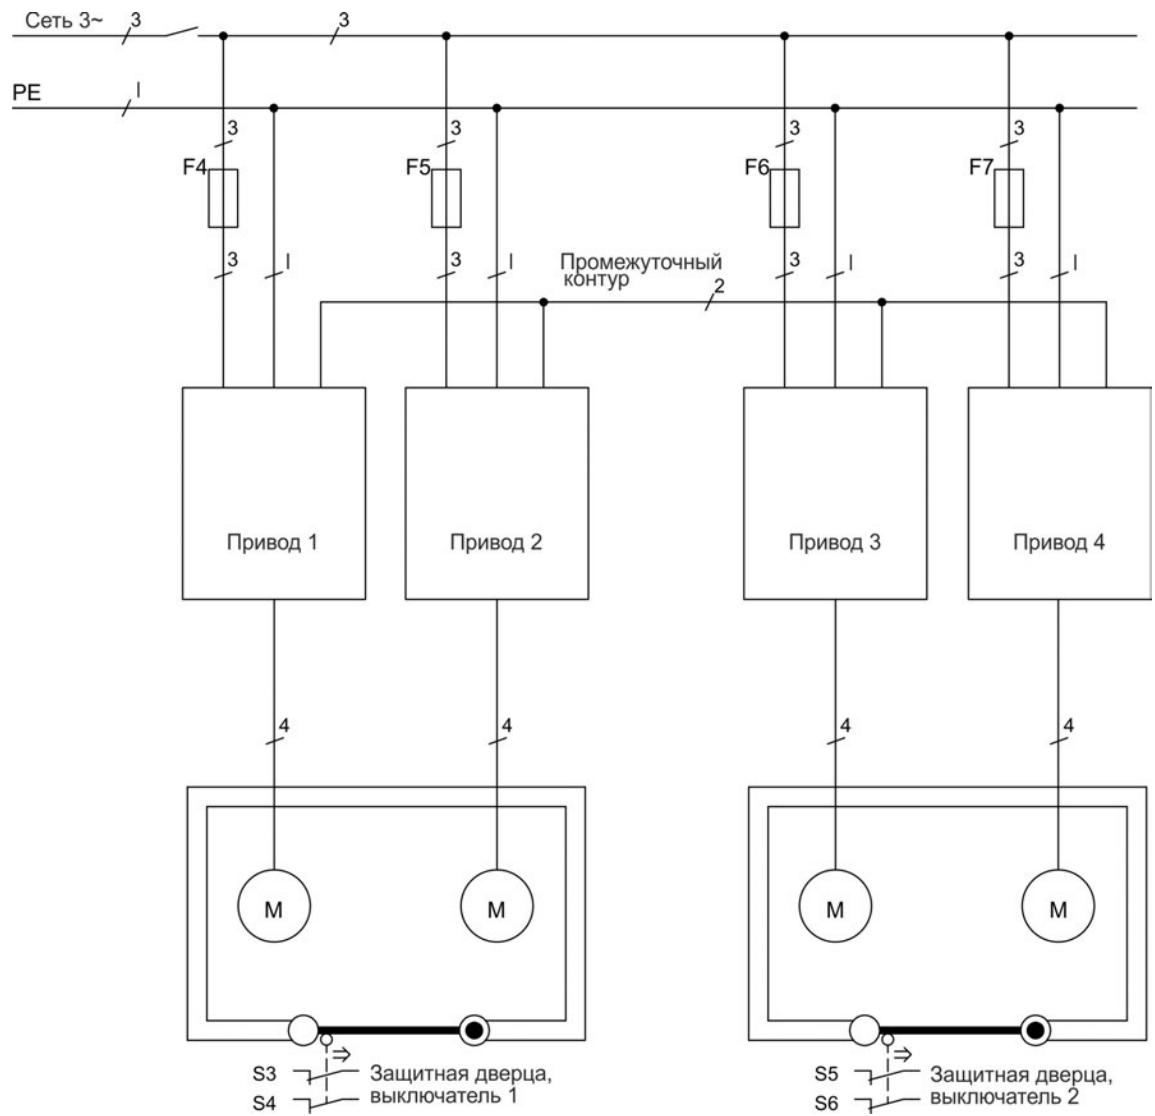 Сеть 3~ 3 3
PE I
3 3 3 3
F4 F5 F6 F7
3 I 3 I 3 I 3 I
Промежуточный
контур 2
Привод 1 Привод 2 Привод 3 Привод 4
4 4 4 4
M M M M
S3 Защитная дверца, S5 Защитная дверца,
S4 выключатель 1 S6 выключатель 2